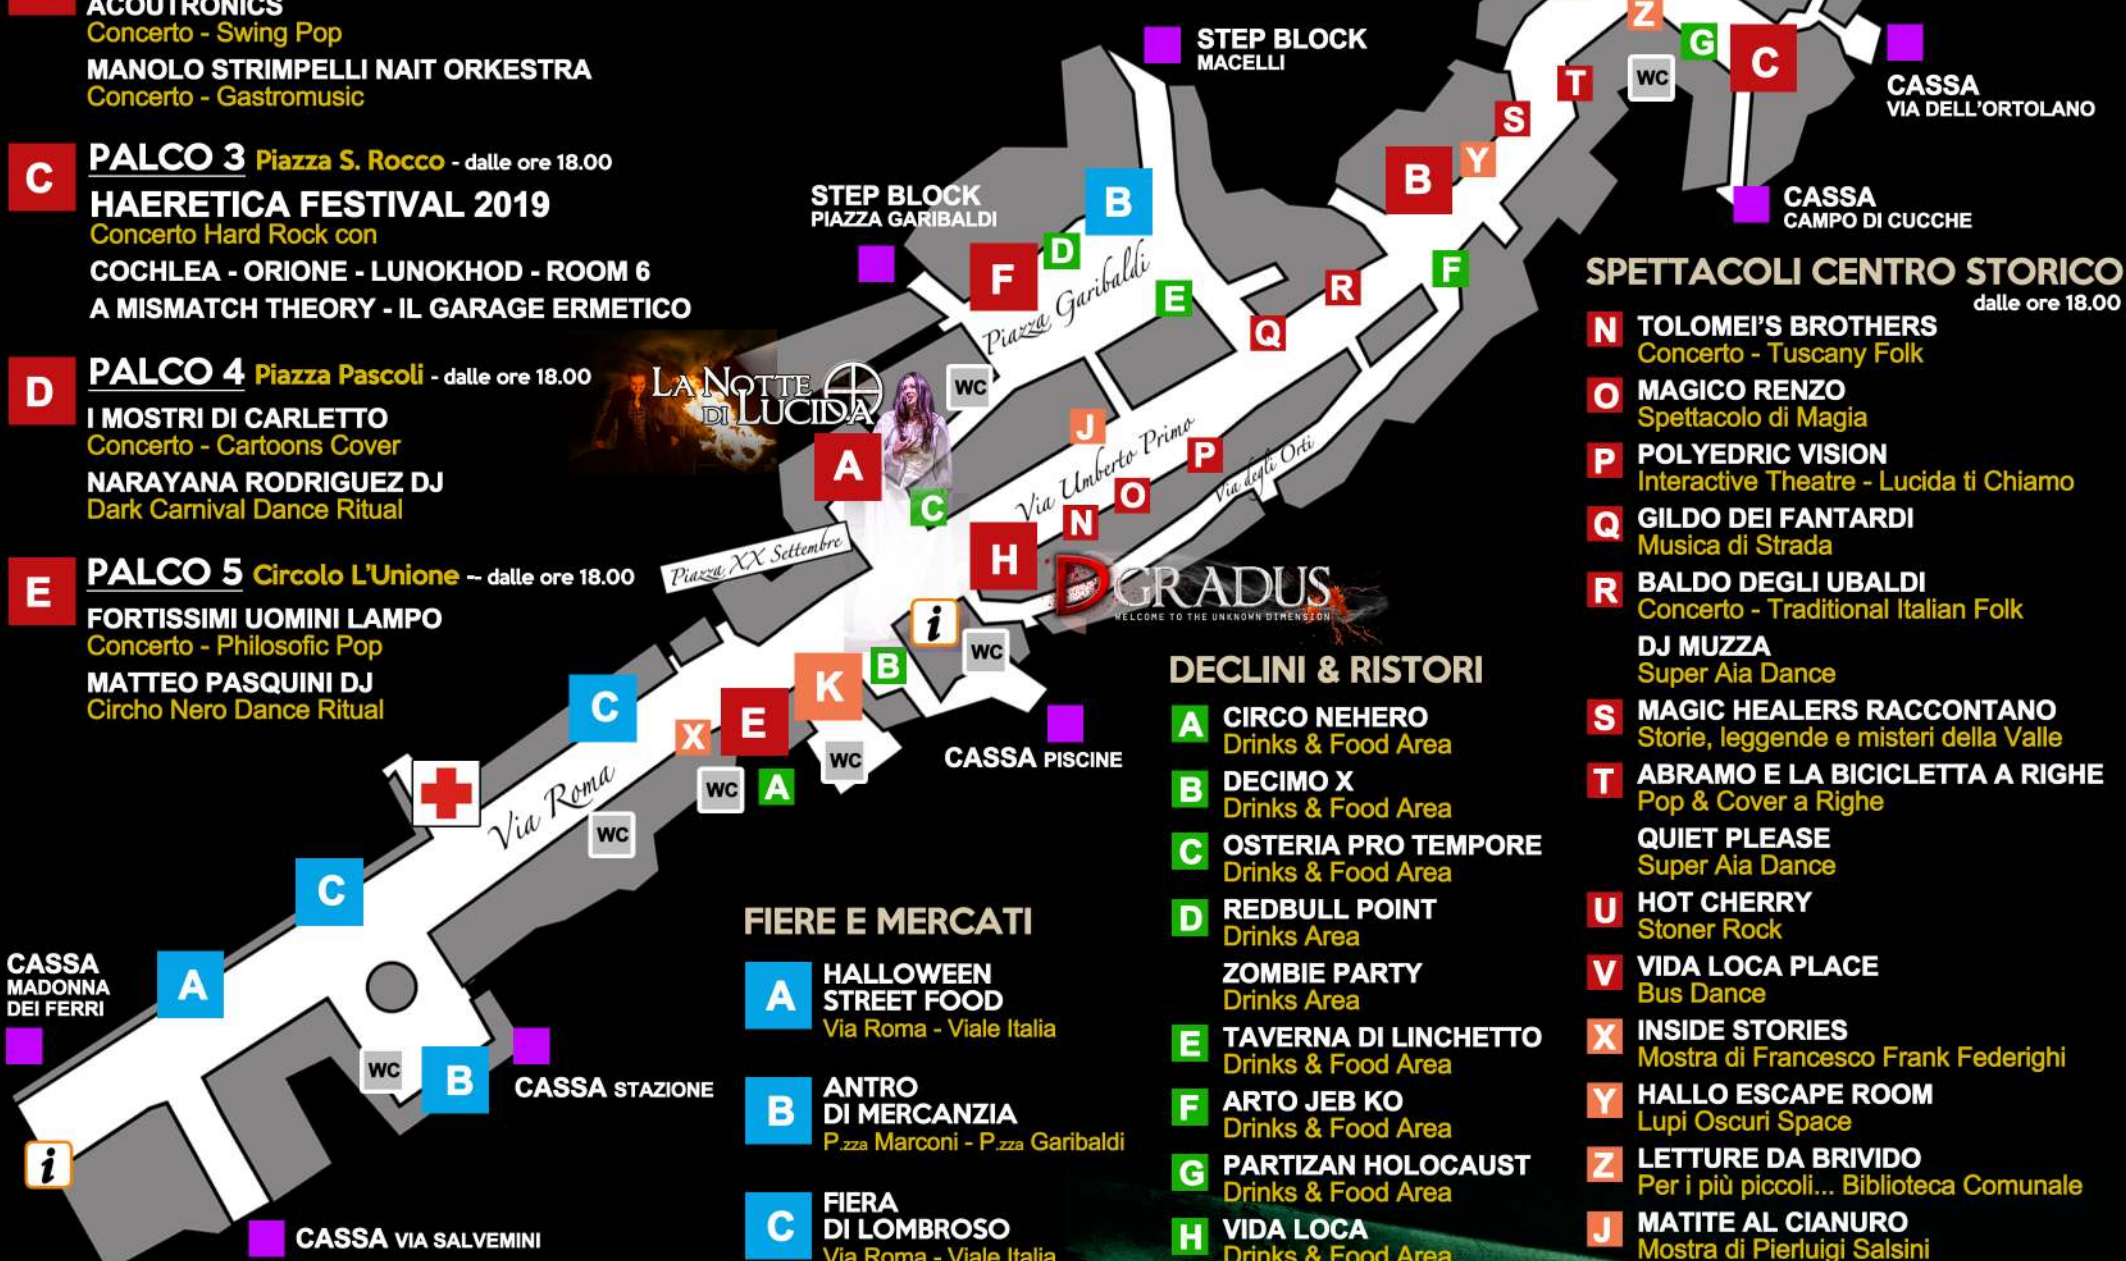 ACOUTRONICS
Concerto - Swing Pop
MANOLO STRIMPELLI NAIT ORKESTRA
Concerto - Gastromusic
C
PALCO 3 Piazza S. Rocco - dalle ore 18.00
HAERETICA FESTIVAL 2019
Concerto Hard Rock con
COCHLEA - ORIONE - LUNOKHOD - ROOM 6
A MISMATCH THEORY - IL GARAGE ERMETICO
D
PALCO 4 Piazza Pascoli - dalle ore 18.00
I MOSTRI DI CARLETTO
Concerto - Cartoons Cover
NARAYANA RODRIGUEZ DJ
Dark Carnival Dance Ritual
E
PALCO 5 Circolo L'Unione -- dalle ore 18.00
FORTISSIMI UOMINI LAMPO
Concerto - Philosofic Pop
MATTEO PASQUINI DJ
Circho Nero Dance Ritual
STEP BLOCK
MACELLI
Z
G
C
WC
T
S
Y
B
CASSA
VIA DELL'ORTOLANO
CASSA
CAMPO DI CUCCHE
STEP BLOCK
PIAZZA GARIBALDI
B
D
F
Piazza Garibaldi
E
R
F
Q
LA NOTTE
DI LUCIDA
WC
A
C
J
Via Umberto Primo
P
O
N
Via degli Orti
H
Piazza XX Settembre
DGRADUS
WELCOME TO THE UNKNOWN DIMENSION
i
WC
B
K
E
X
C
WC
A
WC
CASSA PISCINE
Via Roma
WC
C
A
CASSA
MADONNA
DEI FERRI
WC
B
CASSA STAZIONE
i
CASSA VIA SALVEMINI
FIERE E MERCATI
A
HALLOWEEN
STREET FOOD
Via Roma - Viale Italia
B
ANTRO
DI MERCANZIA
P.zza Marconi - P.zza Garibaldi
C
FIERA
DI LOMBROSO
Via Roma - Viale Italia
DECLINI & RISTORI
A
CIRCO NEHERO
Drinks & Food Area
B
DECIMO X
Drinks & Food Area
C
OSTERIA PRO TEMPORE
Drinks & Food Area
D
REDBULL POINT
Drinks Area
ZOMBIE PARTY
Drinks Area
E
TAVERNA DI LINCHETTO
Drinks & Food Area
F
ARTO JEB KO
Drinks & Food Area
G
PARTIZAN HOLOCAUST
Drinks & Food Area
H
VIDA LOCA
Drinks & Food Area
SPETTACOLI CENTRO STORICO
dalle ore 18.00
N
TOLOMEI'S BROTHERS
Concerto - Tuscany Folk
O
MAGICO RENZO
Spettacolo di Magia
P
POLYEDRIC VISION
Interactive Theatre - Lucida ti Chiamo
Q
GILDO DEI FANTARDI
Musica di Strada
R
BALDO DEGLI UBALDI
Concerto - Traditional Italian Folk
DJ MUZZA
Super Aia Dance
S
MAGIC HEALERS RACCONTANO
Storie, leggende e misteri della Valle
T
ABRAMO E LA BICICLETTA A RIGHE
Pop & Cover a Righe
QUIET PLEASE
Super Aia Dance
U
HOT CHERRY
Stoner Rock
V
VIDA LOCA PLACE
Bus Dance
X
INSIDE STORIES
Mostra di Francesco Frank Federighi
Y
HALLO ESCAPE ROOM
Lupi Oscuri Space
Z
LETTURE DA BRIVIDO
Per i più piccoli... Biblioteca Comunale
J
MATITE AL CIANURO
Mostra di Pierluigi Salsini